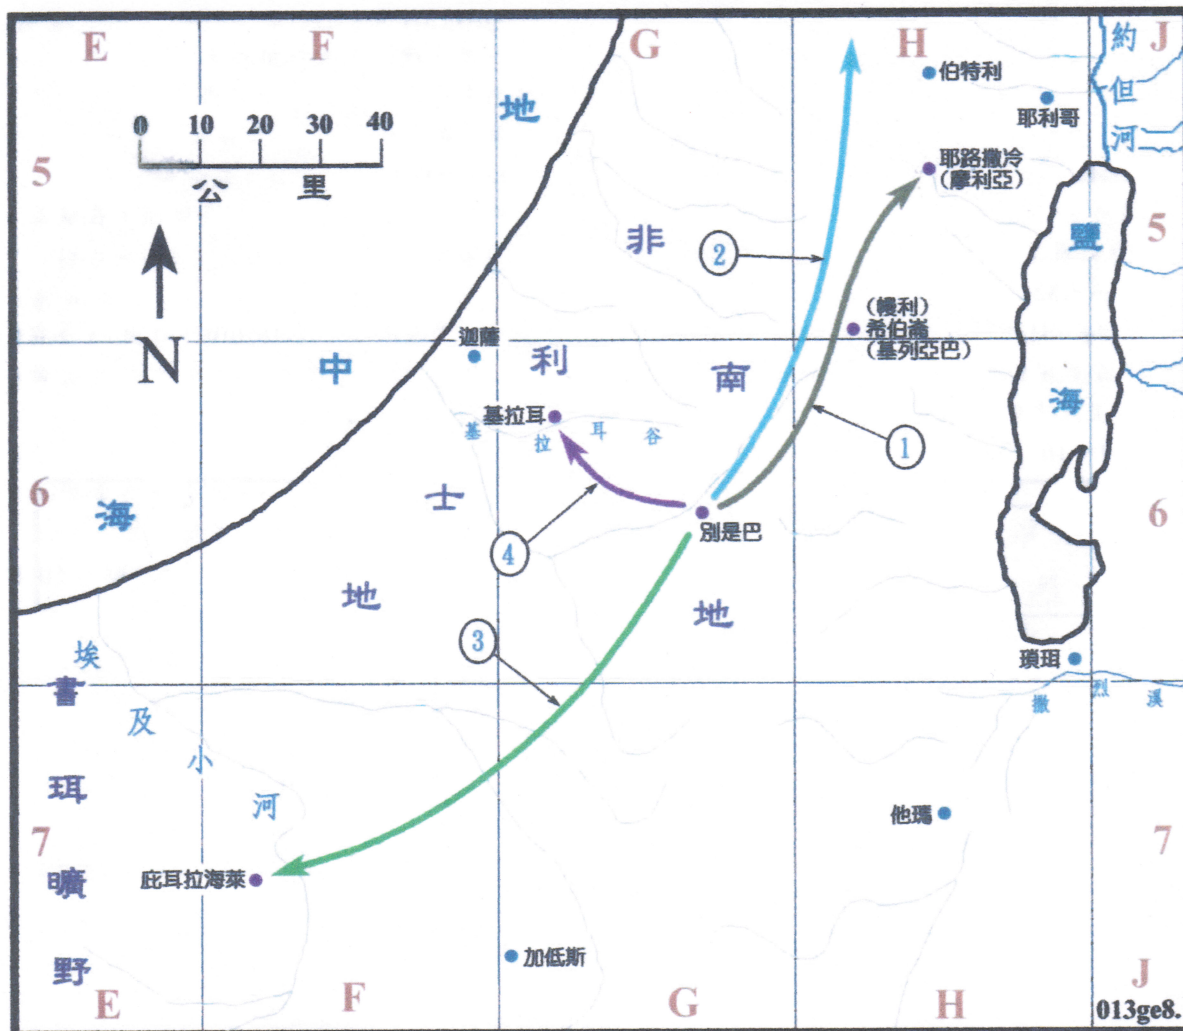 E
F
G
H
J
約
但
河
伯特利
耶利哥
地
中
海
0 10 20 30 40
公里
5
5
耶路撒冷
(摩利亞)
鹽
海
非
利
士
地
②
N
(幔利)
希伯崙
(基列亞巴)
迦薩
南
地
基拉耳
基拉耳谷
①
6
6
別是巴
④
③
瑣珥
撒烈溪
埃
及
小
河
書
珥
曠
野
7
7
他瑪
庇耳拉海萊
加低斯
E
F
G
H
J
013ge8.